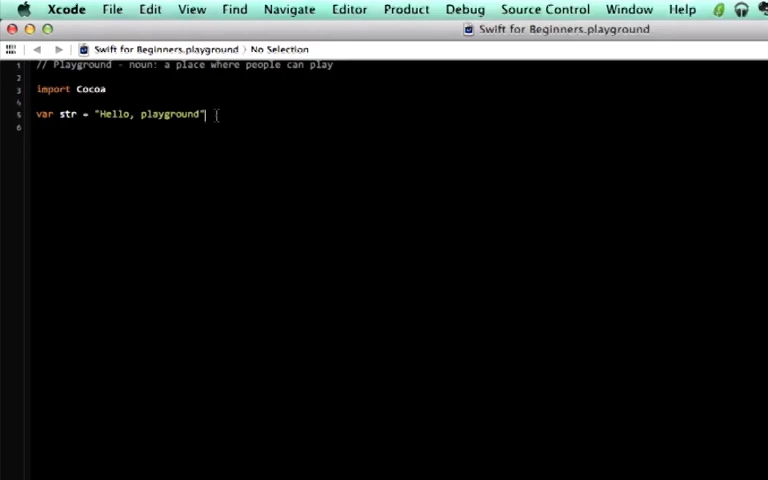 Xcode File Edit View Find Navigate Editor Product Debug Source Control Window Help
Swift for Beginners.playground
Swift for Beginners.playground 〉 No Selection
1 // Playground - noun: a place where people can play
2
3 import Cocoa
4
5 var str = "Hello, playground"
6